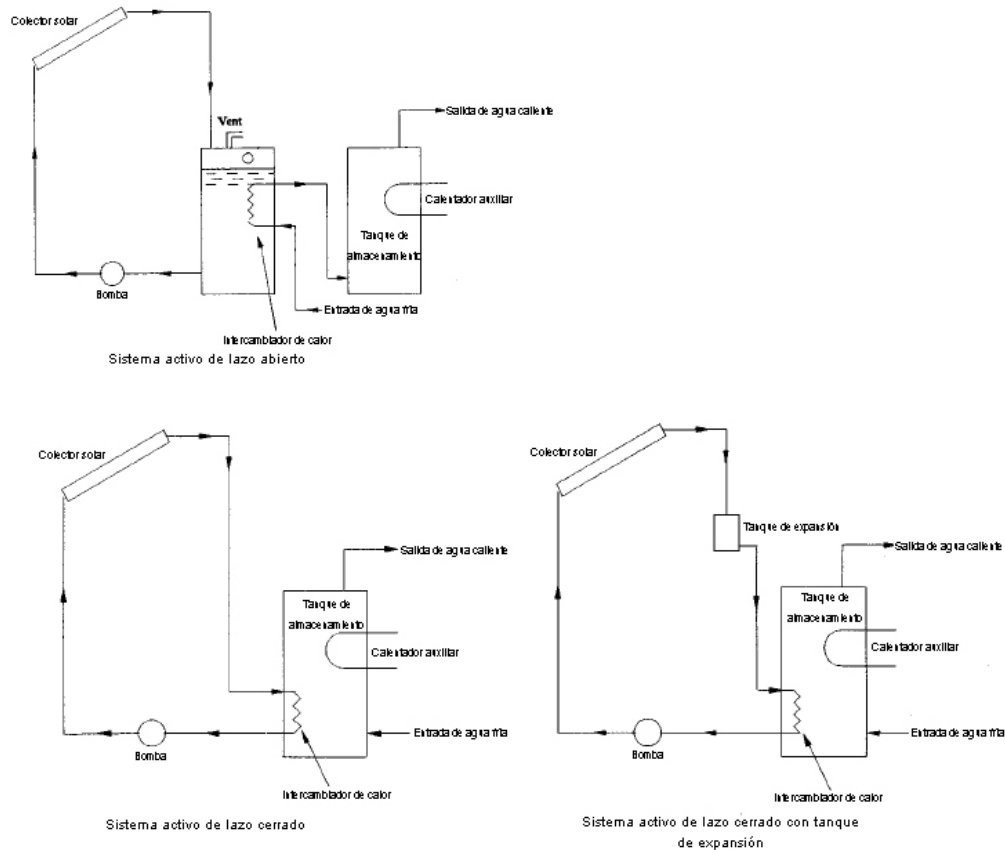 Colector solar
Vent
Salida de agua caliente
Calentador auxiliar
Tanque de
almacenamiento
Bomba
Entrada de agua fría
Intercambiador de calor
Sistema activo de lazo abierto
Colector solar
Salida de agua caliente
Tanque de
almacenamiento
Calentador auxiliar
Entrada de agua fría
Bomba
Intercambiador de calor
Sistema activo de lazo cerrado
Colector solar
Tanque de expansión
Salida de agua caliente
Tanque de
almacenamiento
Calentador auxiliar
Entrada de agua fría
Bomba
Intercambiador de calor
Sistema activo de lazo cerrado con tanque
de expansión